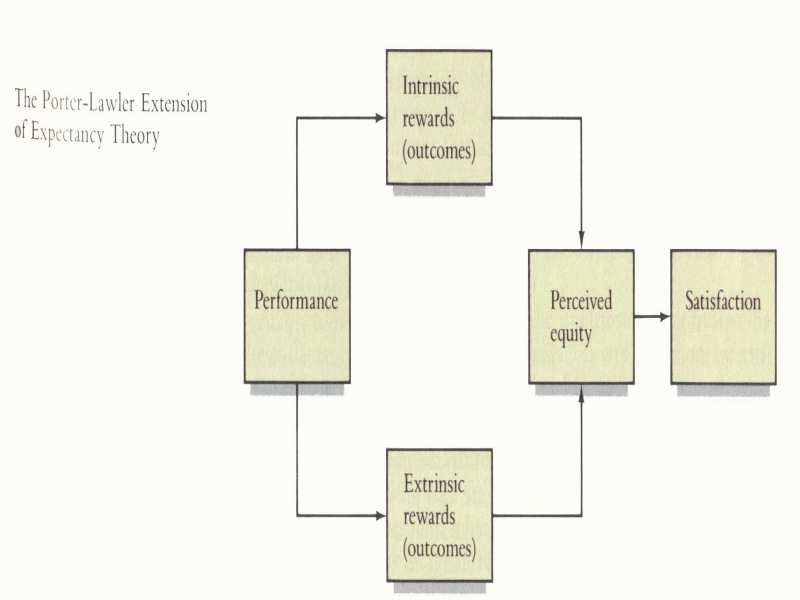 The Porter-Lawler Extension
of Expectancy Theory
Intrinsic
rewards
(outcomes)
Performance
Perceived
equity
Satisfaction
Extrinsic
rewards
(outcomes)